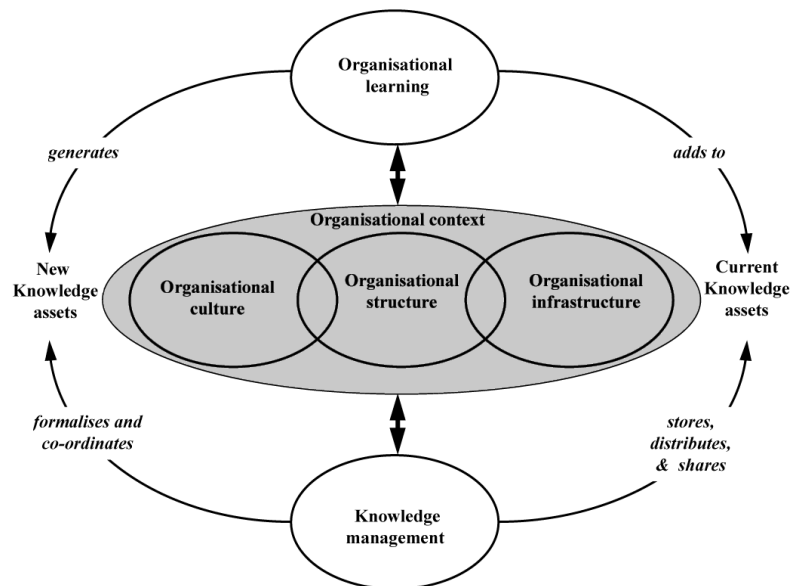 Organisational
learning
generates
adds to
Organisational context
New
Knowledge
assets
Organisational
culture
Organisational
structure
Organisational
infrastructure
Current
Knowledge
assets
formalises and
co-ordinates
stores,
distributes,
& shares
Knowledge
management